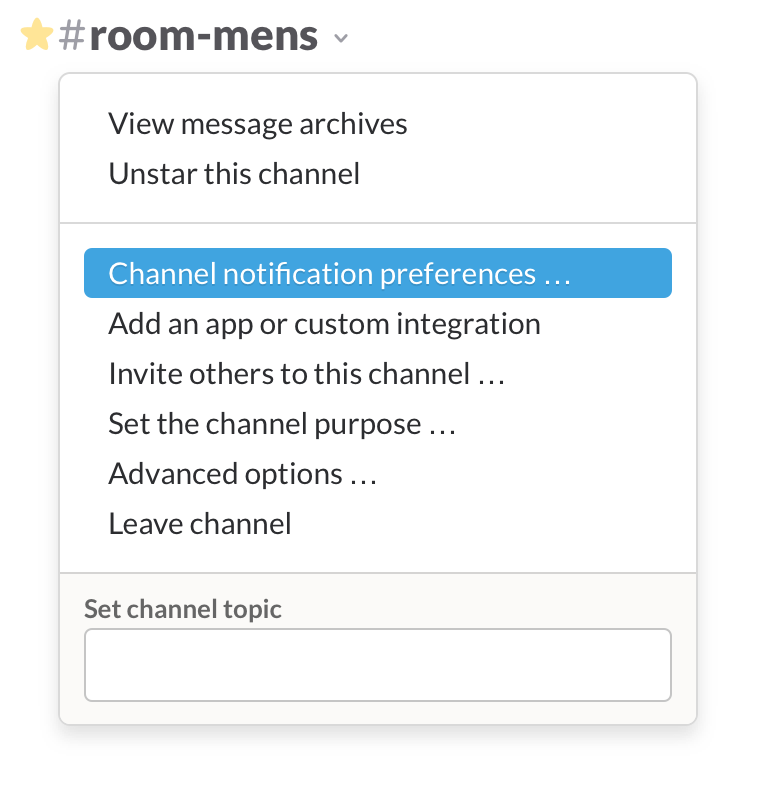 #room-mens
View message archives
Unstar this channel
Channel notification preferences …
Add an app or custom integration
Invite others to this channel …
Set the channel purpose …
Advanced options …
Leave channel
Set channel topic